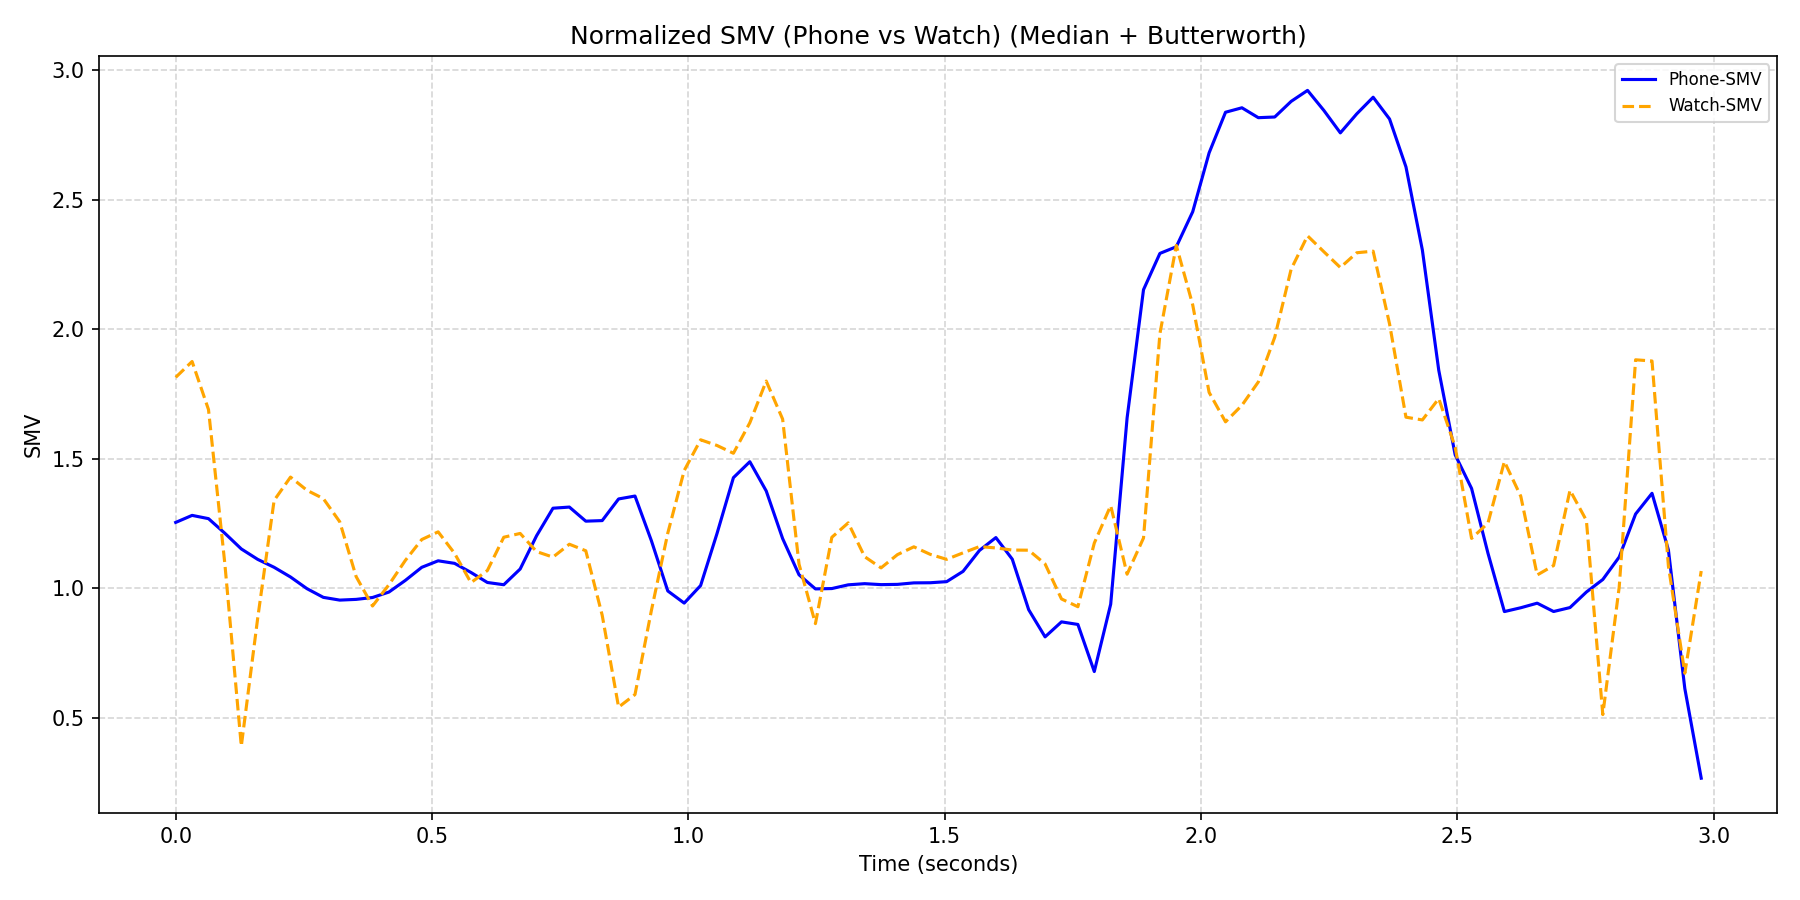 Normalized SMV (Phone vs Watch) (Median + Butterworth)
Phone-SMV
Watch-SMV
3.0
2.5
2.0
1.5
1.0
0.5
SMV
0.0 0.5 1.0 1.5 2.0 2.5 3.0
Time (seconds)